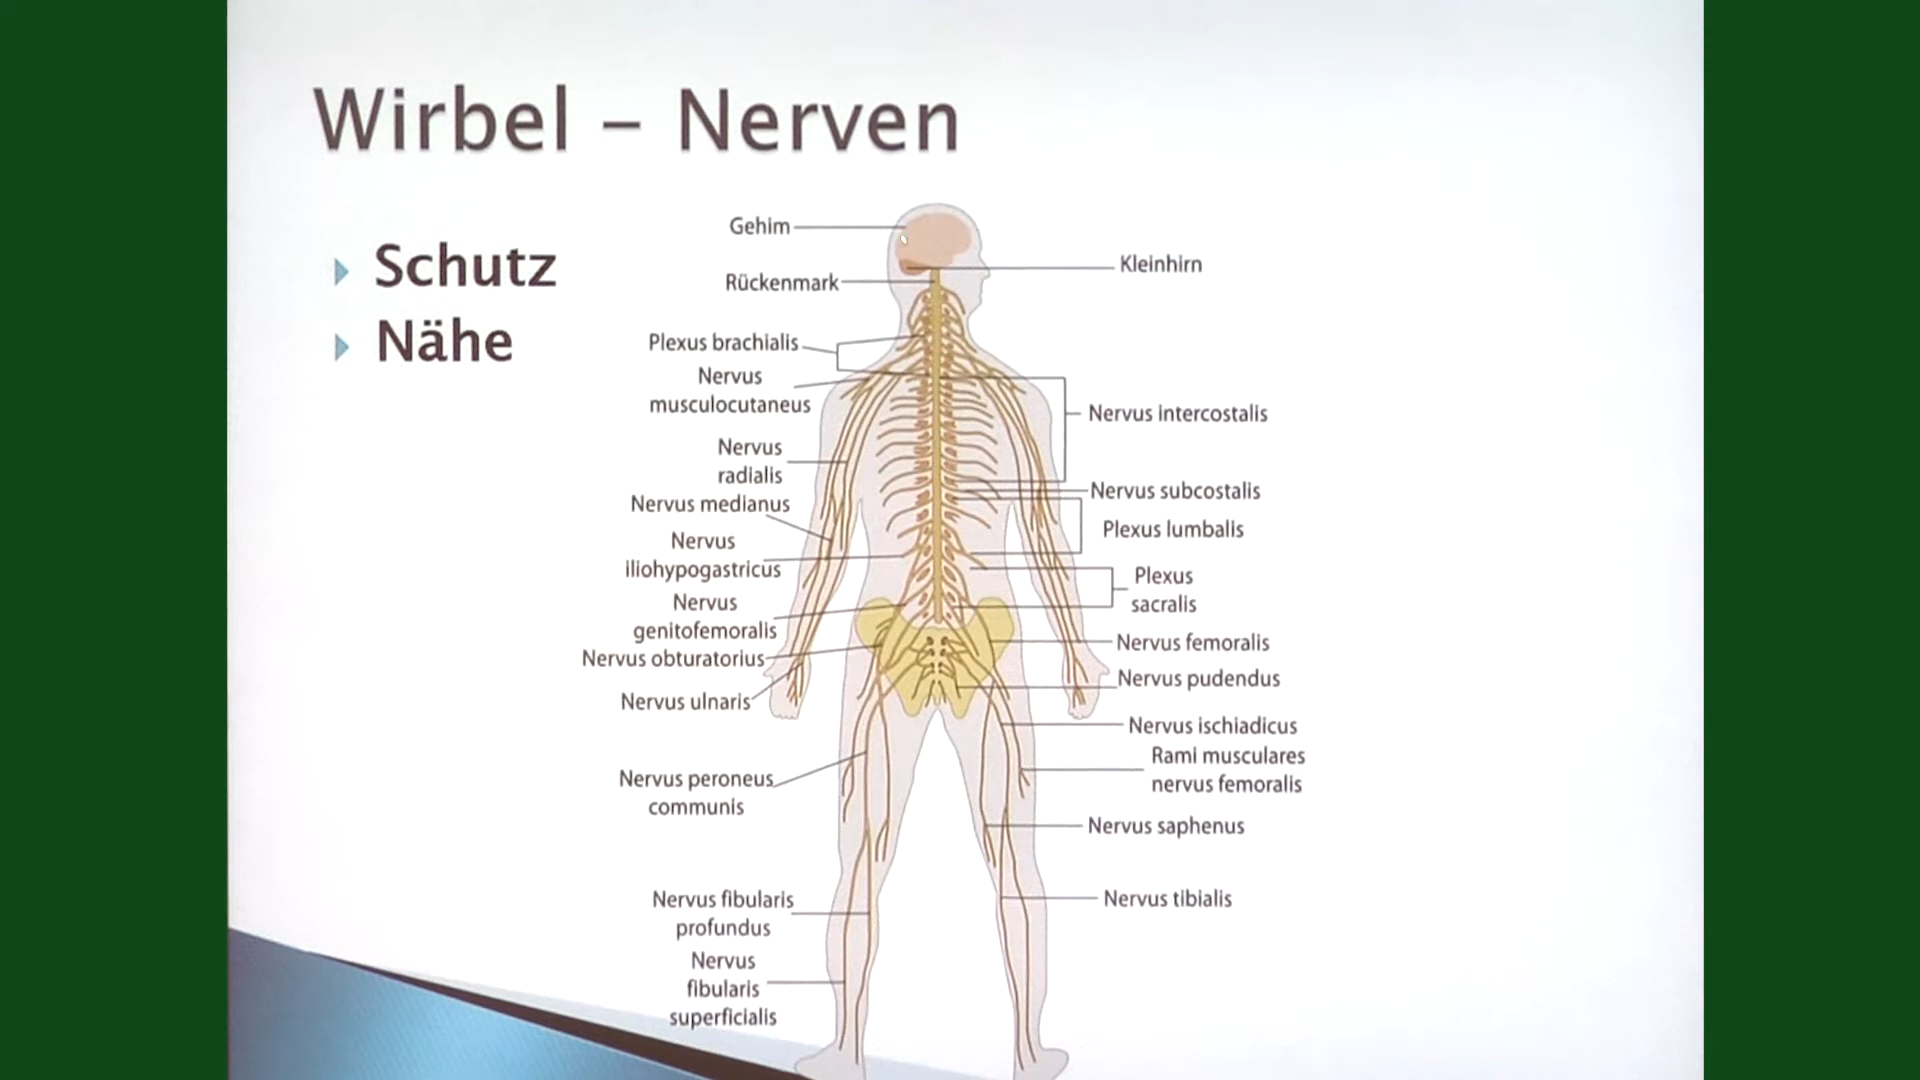 Wirbel – Nerven
Schutz
Nähe
Gehirn
Rückenmark
Plexus brachialis
Nervus
musculocutaneus
Nervus
radialis
Nervus medianus
Nervus
iliohypogastricus
Nervus
genitofemoralis
Nervus obturatorius
Nervus ulnaris
Nervus peroneus
communis
Nervus fibularis
profundus
Nervus
fibularis
superficialis
Kleinhirn
Nervus intercostalis
Nervus subcostalis
Plexus lumbalis
Plexus
sacralis
Nervus femoralis
Nervus pudendus
Nervus ischiadicus
Rami musculares
nervus femoralis
Nervus saphenus
Nervus tibialis